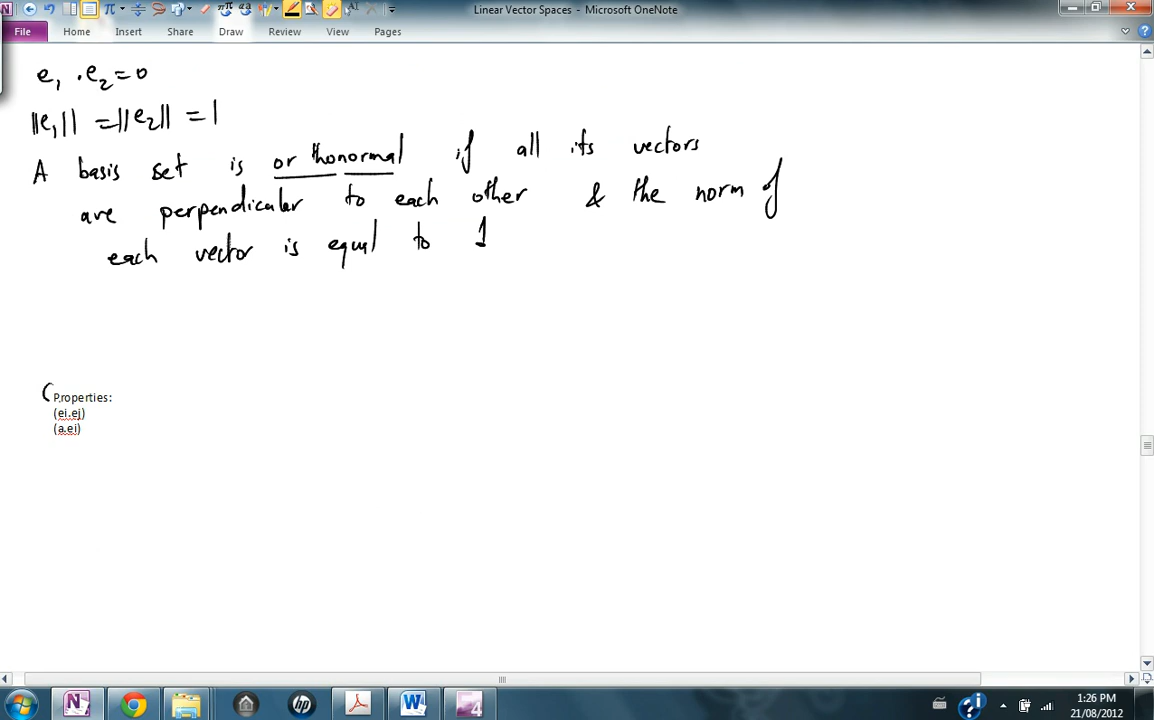 Linear Vector Spaces - Microsoft OneNote
File Home Insert Share Draw Review View Pages
e₁ . e₂ = 0
||e₁|| = ||e₂|| = 1
A basis set is orthonormal if all its vectors
are perpendicular to each other & the norm of
each vector is equal to 1
Properties:
(ei.ej)
(a.ei)
1:26 PM
21/08/2012